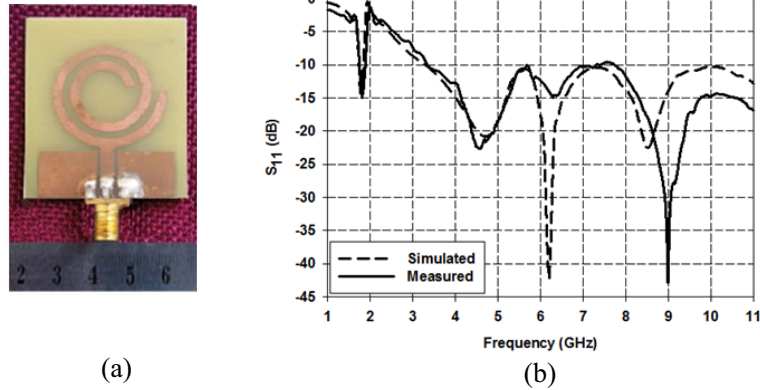 2 3 4 5 6
0
-5
-10
-15
-20
-25
-30
-35
-40
-45
S11 (dB)
Simulated
Measured
1 2 3 4 5 6 7 8 9 10 11
Frequency (GHz)
(a)
(b)